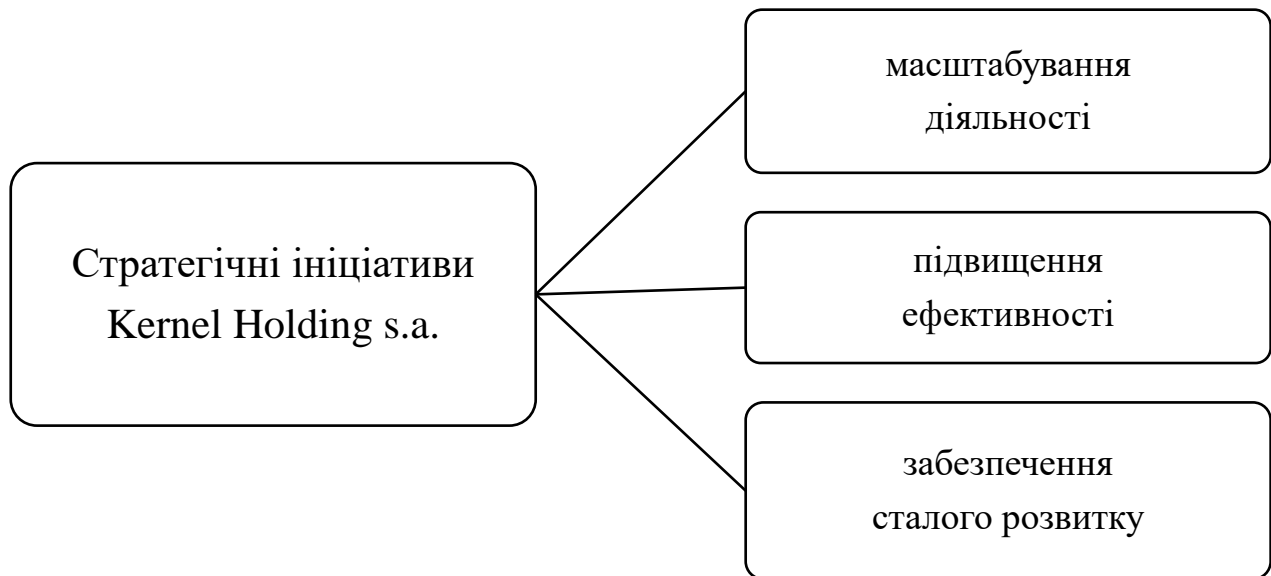 Стратегічні ініціативи
Kernel Holding s.a.
масштабування
діяльності
підвищення
ефективності
забезпечення
сталого розвитку